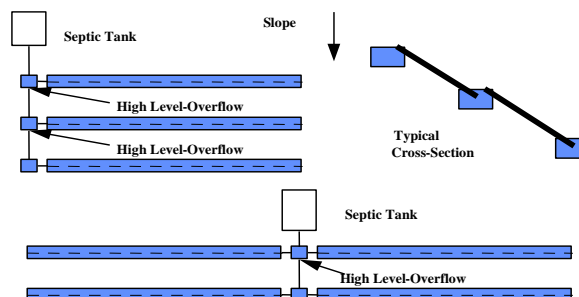 Septic Tank
Slope
High Level-Overflow
High Level-Overflow
Typical
Cross-Section
Septic Tank
High Level-Overflow